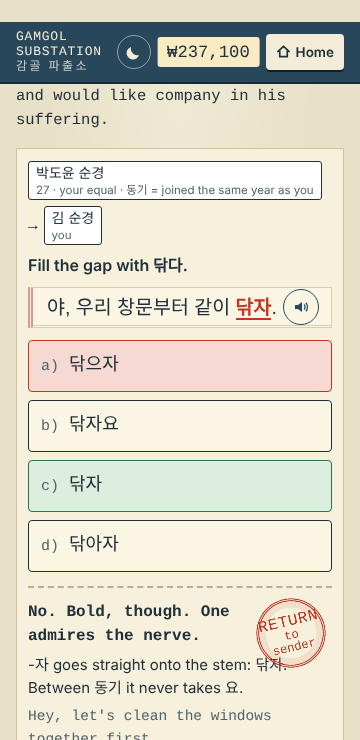 GAMGOL
SUBSTATION
감골 파출소
₩237,100
Home
and would like company in his
suffering.
박도윤 순경
27 · your equal · 동기 = joined the same year as you
→
김 순경
you
Fill the gap with 닦다.
야, 우리 창문부터 같이 닦자.
a) 닦으자
b) 닦자요
c) 닦자
d) 닦아자
No. Bold, though. One
admires the nerve.
RETURN
to
sender
-자 goes straight onto the stem: 닦자.
Between 동기 it never takes 요.
Hey, let's clean the windows
together first